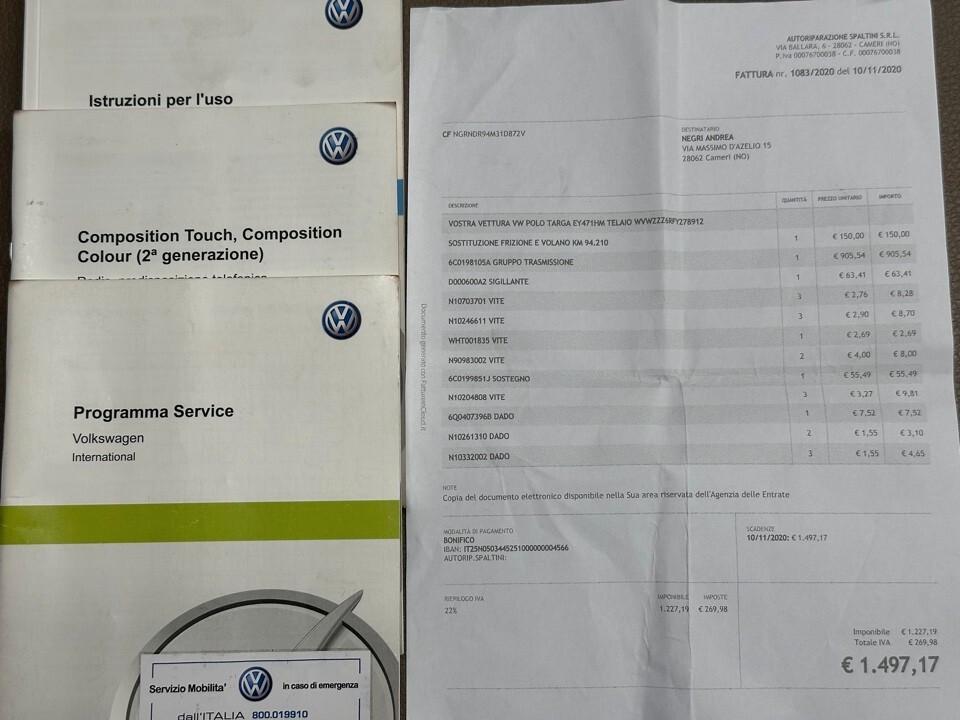 Istruzioni per l'uso
Composition Touch, Composition
Colour (2ª generazione)
Radio, predisposizione telefonica
Programma Service
Volkswagen
International
Servizio Mobilita' in caso di emergenza
dall'ITALIA 800.019910
AUTORIPARAZIONE SPALTINI S.R.L.
VIA BALLARA, 6 - 28062 - CAMERI (NO)
P.Iva 00076700038 - C.F. 00076700038
FATTURA nr. 1083/2020 del 10/11/2020
CF NGRNDR94M31D872V
DESTINATARIO
NEGRI ANDREA
VIA MASSIMO D'AZELIO 15
28062 Cameri (NO)
DESCRIZIONE QUANTITÀ PREZZO UNITARIO IMPORTO
VOSTRA VETTURA VW POLO TARGA EY471HM TELAIO WVWZZZ6RFY278912
SOSTITUZIONE FRIZIONE E VOLANO KM 94.210 1 € 150,00 € 150,00
6C0198105A GRUPPO TRASMISSIONE 1 € 905,54 € 905,54
D000600A2 SIGILLANTE 1 € 63,41 € 63,41
N10703701 VITE 3 € 2,76 € 8,28
N10246611 VITE 3 € 2,90 € 8,70
WHT001835 VITE 1 € 2,69 € 2,69
N90983002 VITE 2 € 4,00 € 8,00
6C0199851J SOSTEGNO 1 € 55,49 € 55,49
N10204808 VITE 3 € 3,27 € 9,81
6Q0407396B DADO 1 € 7,52 € 7,52
N10261310 DADO 2 € 1,55 € 3,10
N10332002 DADO 3 € 1,55 € 4,65
Documento generato con FattureinCloud.it
NOTE
Copia del documento elettronico disponibile nella Sua area riservata dell'Agenzia delle Entrate
MODALITÀ DI PAGAMENTO
BONIFICO
IBAN: IT25N0503445251000000004566
AUTORIP.SPALTINI:
SCADENZE
10/11/2020: € 1.497,17
RIEPILOGO IVA IMPONIBILE IMPOSTE
22% 1.227,19 € 269,98
Imponibile € 1.227,19
Totale IVA € 269,98
€ 1.497,17